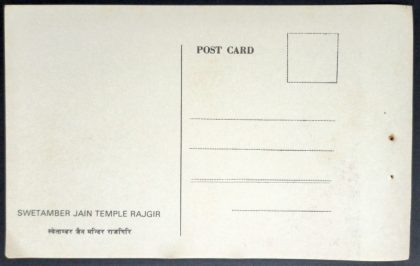 POST CARD
SWETAMBER JAIN TEMPLE RAJGIR
स्वेताम्बर जैन मन्दिर राजगिरि